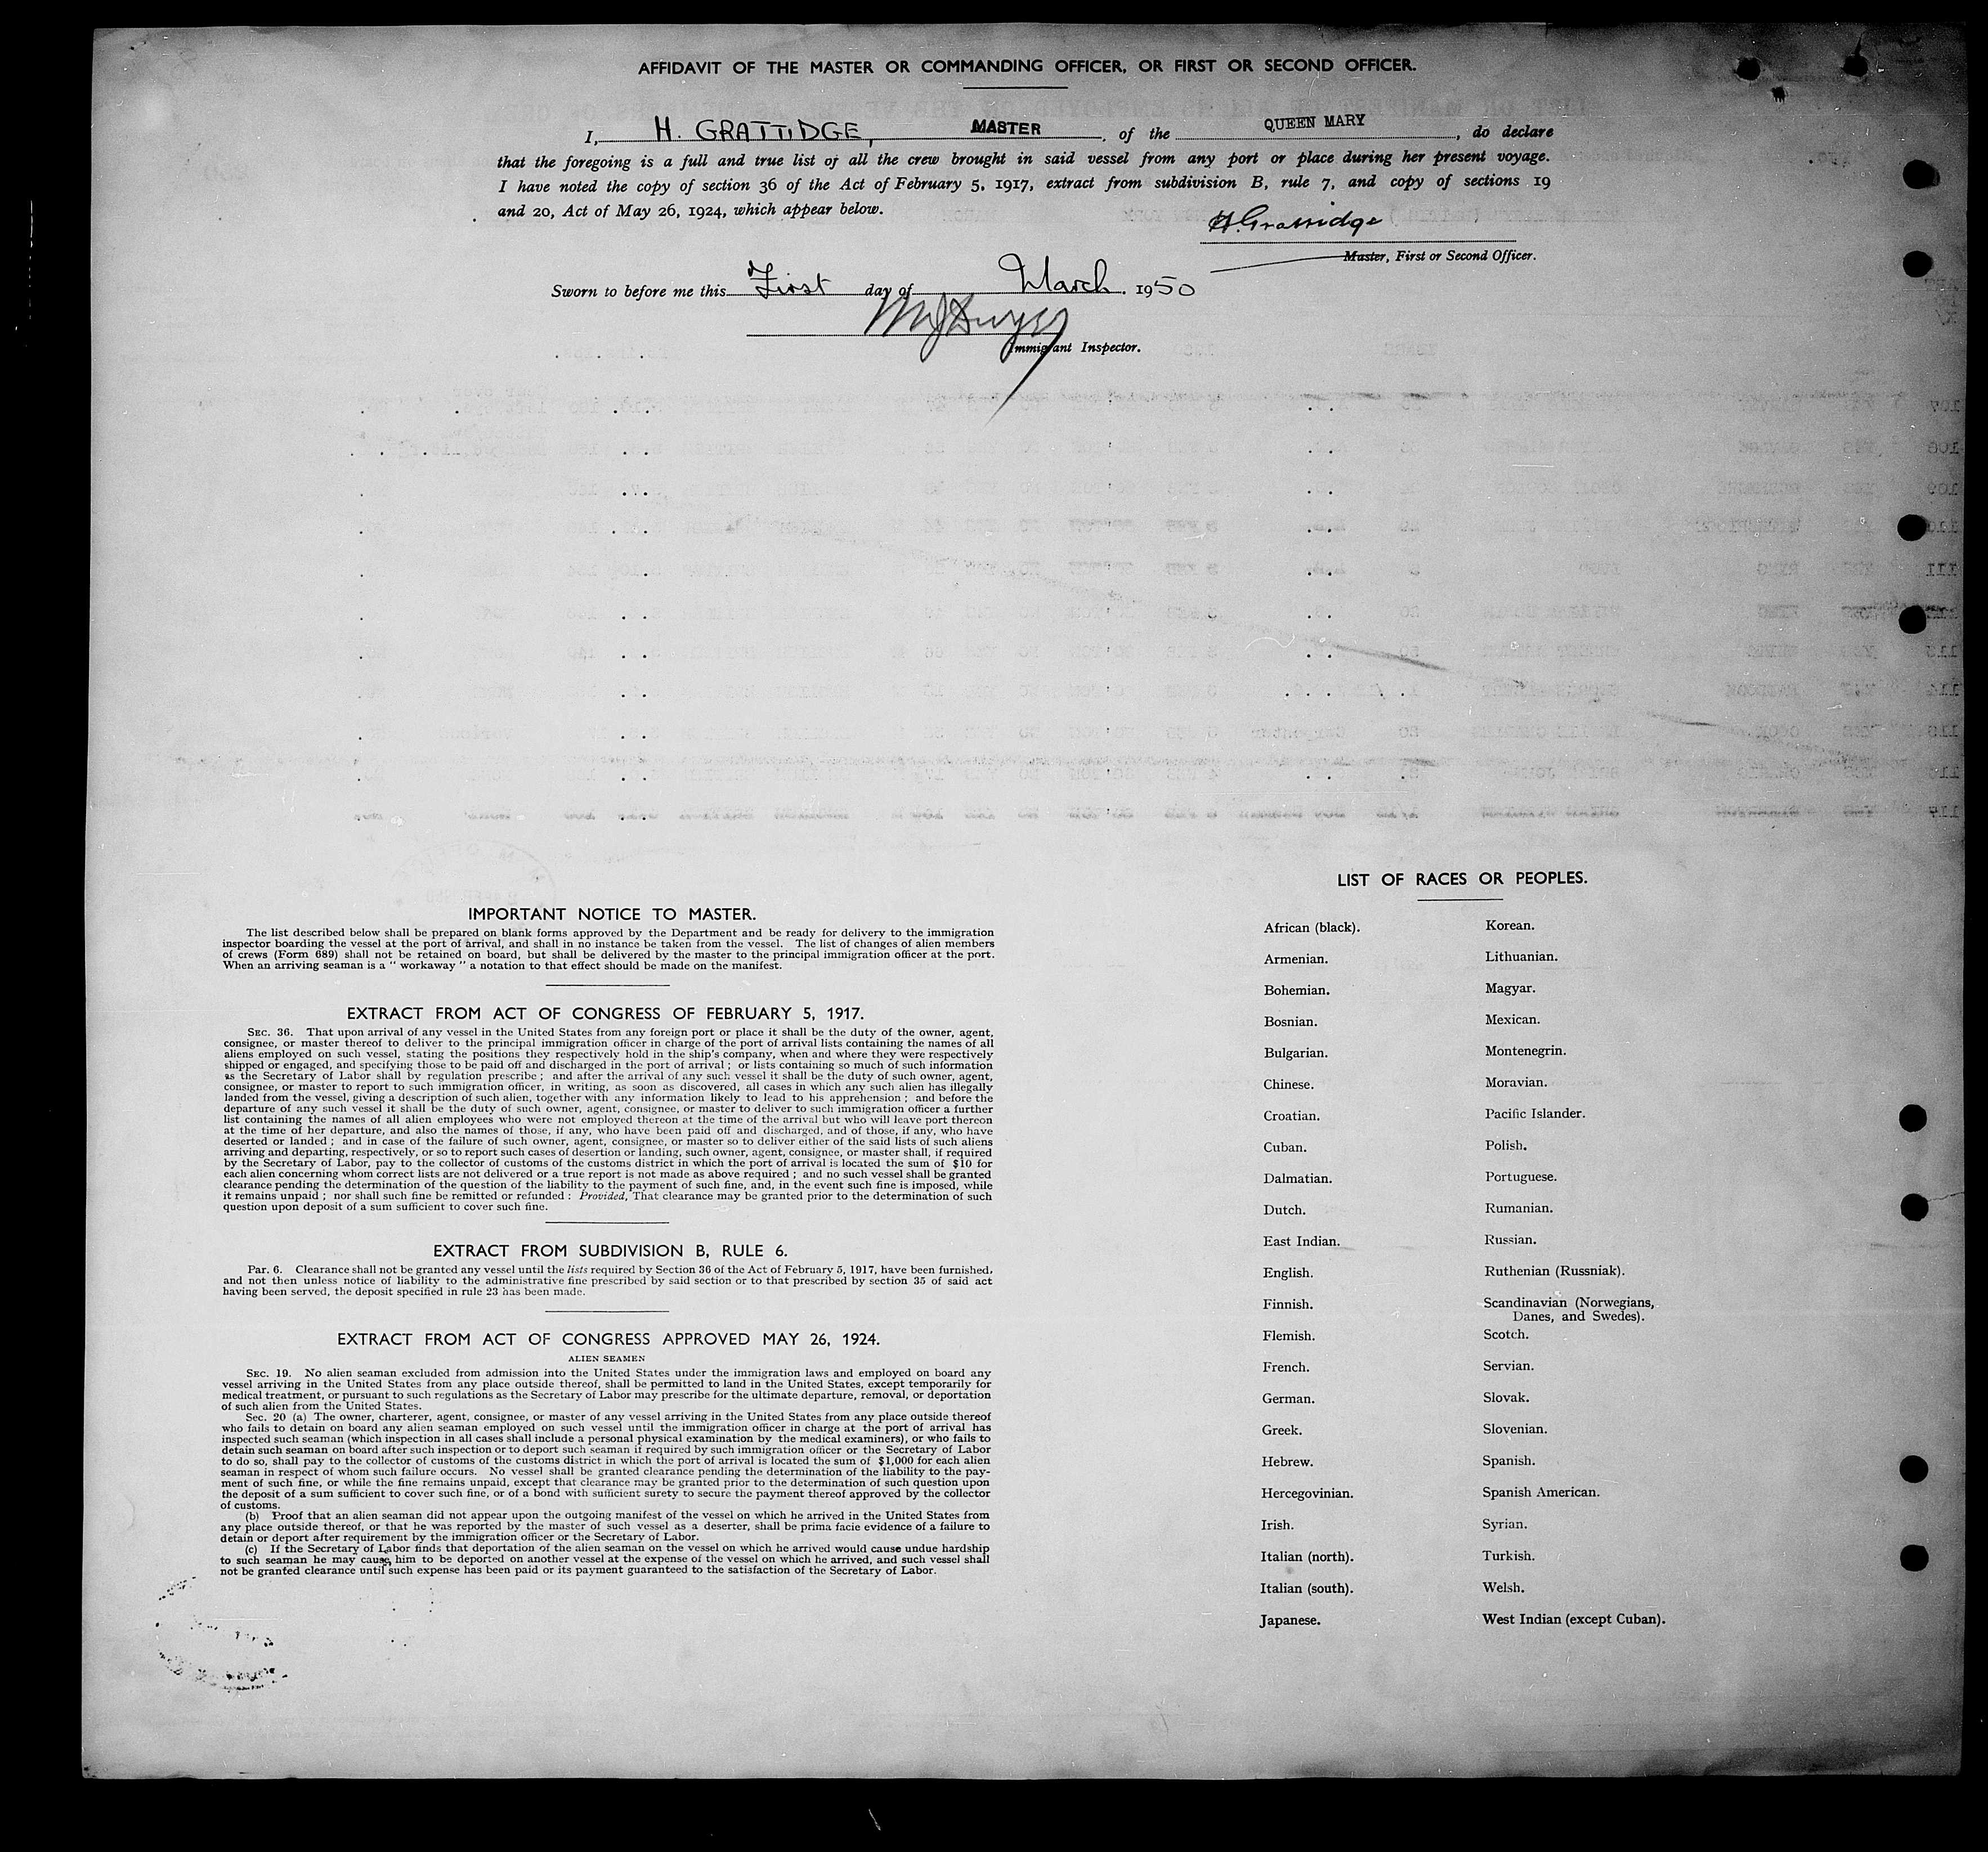 AFFIDAVIT OF THE MASTER OR COMMANDING OFFICER, OR FIRST OR SECOND OFFICER.
I, H. GRATTIDGE, MASTER, of the QUEEN MARY, do declare
that the foregoing is a full and true list of all the crew brought in said vessel from any port or place during her present voyage.
I have noted the copy of section 36 of the Act of February 5, 1917, extract from subdivision B, rule 7, and copy of sections 19
and 20, Act of May 26, 1924, which appear below.
H. Grattidge
Master, First or Second Officer.
Sworn to before me this First day of March. 1950
Immigrant Inspector.
IMPORTANT NOTICE TO MASTER.
The list described below shall be prepared on blank forms approved by the Department and be ready for delivery to the immigration
inspector boarding the vessel at the port of arrival, and shall in no instance be taken from the vessel. The list of changes of alien members
of crews (Form 689) shall not be retained on board, but shall be delivered by the master to the principal immigration officer at the port.
When an arriving seaman is a " workaway " a notation to that effect should be made on the manifest.
EXTRACT FROM ACT OF CONGRESS OF FEBRUARY 5, 1917.
SEC. 36. That upon arrival of any vessel in the United States from any foreign port or place it shall be the duty of the owner, agent,
consignee, or master thereof to deliver to the principal immigration officer in charge of the port of arrival lists containing the names of all
aliens employed on such vessel, stating the positions they respectively hold in the ship's company, when and where they were respectively
shipped or engaged, and specifying those to be paid off and discharged in the port of arrival ; or lists containing so much of such information
as the Secretary of Labor shall by regulation prescribe ; and after the arrival of any such vessel it shall be the duty of such owner, agent,
consignee, or master to report to such immigration officer, in writing, as soon as discovered, all cases in which any such alien has illegally
landed from the vessel, giving a description of such alien, together with any information likely to lead to his apprehension ; and before the
departure of any such vessel it shall be the duty of such owner, agent, consignee, or master to deliver to such immigration officer a further
list containing the names of all alien employees who were not employed thereon at the time of the arrival but who will leave port thereon
at the time of her departure, and also the names of those, if any, who have been paid off and discharged, and of those, if any, who have
deserted or landed ; and in case of the failure of such owner, agent, consignee, or master so to deliver either of the said lists of such aliens
arriving and departing, respectively, or so to report such cases of desertion or landing, such owner, agent, consignee, or master shall, if required
by the Secretary of Labor, pay to the collector of customs of the customs district in which the port of arrival is located the sum of $10 for
each alien concerning whom correct lists are not delivered or a true report is not made as above required ; and no such vessel shall be granted
clearance pending the determination of the question of the liability to the payment of such fine, and, in the event such fine is imposed, while
it remains unpaid ; nor shall such fine be remitted or refunded : Provided, That clearance may be granted prior to the determination of such
question upon deposit of a sum sufficient to cover such fine.
EXTRACT FROM SUBDIVISION B, RULE 6.
Par. 6. Clearance shall not be granted any vessel until the lists required by Section 36 of the Act of February 5, 1917, have been furnished,
and not then unless notice of liability to the administrative fine prescribed by said section or to that prescribed by section 35 of said act
having been served, the deposit specified in rule 23 has been made.
EXTRACT FROM ACT OF CONGRESS APPROVED MAY 26, 1924.
ALIEN SEAMEN
SEC. 19. No alien seaman excluded from admission into the United States under the immigration laws and employed on board any
vessel arriving in the United States from any place outside thereof, shall be permitted to land in the United States, except temporarily for
medical treatment, or pursuant to such regulations as the Secretary of Labor may prescribe for the ultimate departure, removal, or deportation
of such alien from the United States.
Sec. 20 (a) The owner, charterer, agent, consignee, or master of any vessel arriving in the United States from any place outside thereof
who fails to detain on board any alien seaman employed on such vessel until the immigration officer in charge at the port of arrival has
inspected such seaman (which inspection in all cases shall include a personal physical examination by the medical examiners), or who fails to
detain such seaman on board after such inspection or to deport such seaman if required by such immigration officer or the Secretary of Labor
to do so, shall pay to the collector of customs of the customs district in which the port of arrival is located the sum of $1,000 for each alien
seaman in respect of whom such failure occurs. No vessel shall be granted clearance pending the determination of the liability to the pay-
ment of such fine, or while the fine remains unpaid, except that clearance may be granted prior to the determination of such question upon
the deposit of a sum sufficient to cover such fine, or of a bond with sufficient surety to secure the payment thereof approved by the collector
of customs.
(b) Proof that an alien seaman did not appear upon the outgoing manifest of the vessel on which he arrived in the United States from
any place outside thereof, or that he was reported by the master of such vessel as a deserter, shall be prima facie evidence of a failure to
detain or deport after requirement by the immigration officer or the Secretary of Labor.
(c) If the Secretary of Labor finds that deportation of the alien seaman on the vessel on which he arrived would cause undue hardship
to such seaman he may cause him to be deported on another vessel at the expense of the vessel on which he arrived, and such vessel shall
not be granted clearance until such expense has been paid or its payment guaranteed to the satisfaction of the Secretary of Labor.
LIST OF RACES OR PEOPLES.
African (black).
Armenian.
Bohemian.
Bosnian.
Bulgarian.
Chinese.
Croatian.
Cuban.
Dalmatian.
Dutch.
East Indian.
English.
Finnish.
Flemish.
French.
German.
Greek.
Hebrew.
Hercegovinian.
Irish.
Italian (north).
Italian (south).
Japanese.
Korean.
Lithuanian.
Magyar.
Mexican.
Montenegrin.
Moravian.
Pacific Islander.
Polish.
Portuguese.
Rumanian.
Russian.
Ruthenian (Russniak).
Scandinavian (Norwegians,
Danes, and Swedes).
Scotch.
Servian.
Slovak.
Slovenian.
Spanish.
Spanish American.
Syrian.
Turkish.
Welsh.
West Indian (except Cuban).